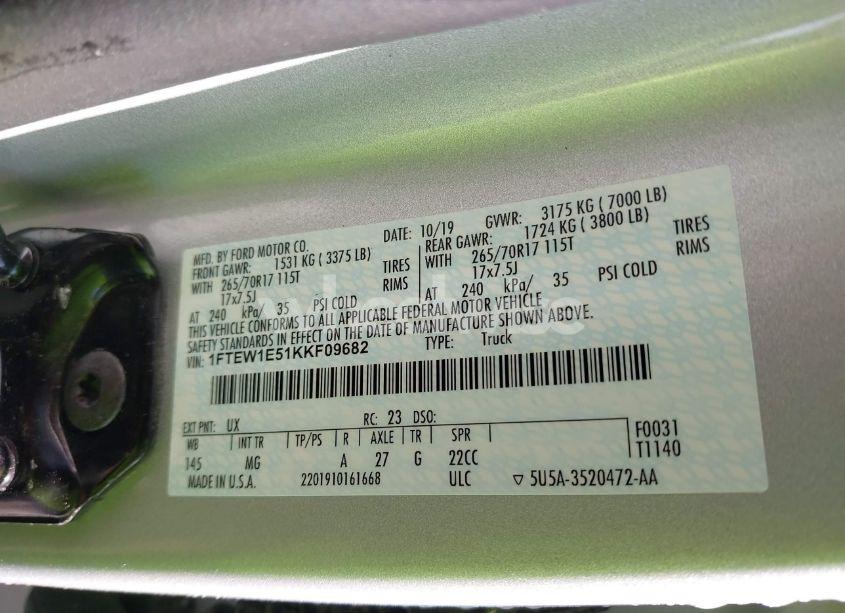 MFD. BY FORD MOTOR CO. DATE: 10/19 GVWR: 3175 KG ( 7000 LB)
FRONT GAWR: 1531 KG ( 3375 LB) REAR GAWR: 1724 KG ( 3800 LB)
WITH 265/70R17 115T TIRES WITH 265/70R17 115T TIRES
17x7.5J RIMS 17x7.5J RIMS
AT 240 kPa/ 35 PSI COLD AT 240 kPa/ 35 PSI COLD
THIS VEHICLE CONFORMS TO ALL APPLICABLE FEDERAL MOTOR VEHICLE
SAFETY STANDARDS IN EFFECT ON THE DATE OF MANUFACTURE SHOWN ABOVE.
VIN: 1FTEW1E51KKF09682 TYPE: Truck
EXT PNT: UX RC: 23 DSO:
WB INT TR TP/PS R AXLE TR SPR F0031
145 MG A 27 G 22CC T1140
MADE IN U.S.A. 2201910161668 ULC ▽ 5U5A-3520472-AA